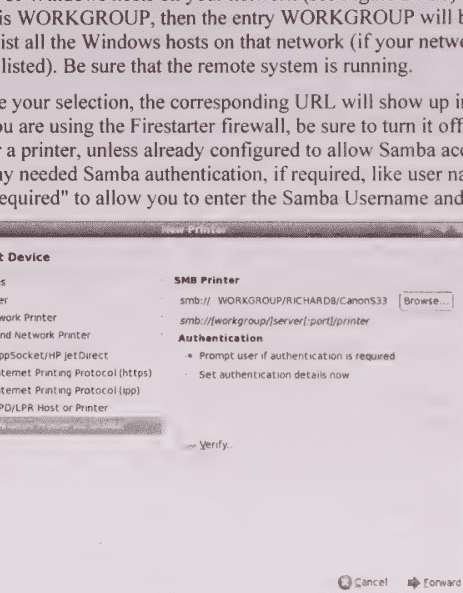 is WORKGROUP, then the entry WORKGROUP will b
ist all the Windows hosts on that network (if your netwo
listed). Be sure that the remote system is running.
e your selection, the corresponding URL will show up i
ou are using the Firestarter firewall, be sure to turn it off
r a printer, unless already configured to allow Samba acc
ny needed Samba authentication, if required, like user na
equired" to allow you to enter the Samba Username and
New Printer
t Device
s
SMB Printer
er
smb:// WORKGROUP/RICHARDB/CanonS33 Browse...
work Printer
smb://[workgroup/]server[:port]/printer
nd Network Printer
Authentication
ppSocket/HP JetDirect
Prompt user if authentication is required
ternet Printing Protocol (https)
Set authentication details now
ternet Printing Protocol (ipp)
PD/LPR Host or Printer
Verify...
Cancel Forward